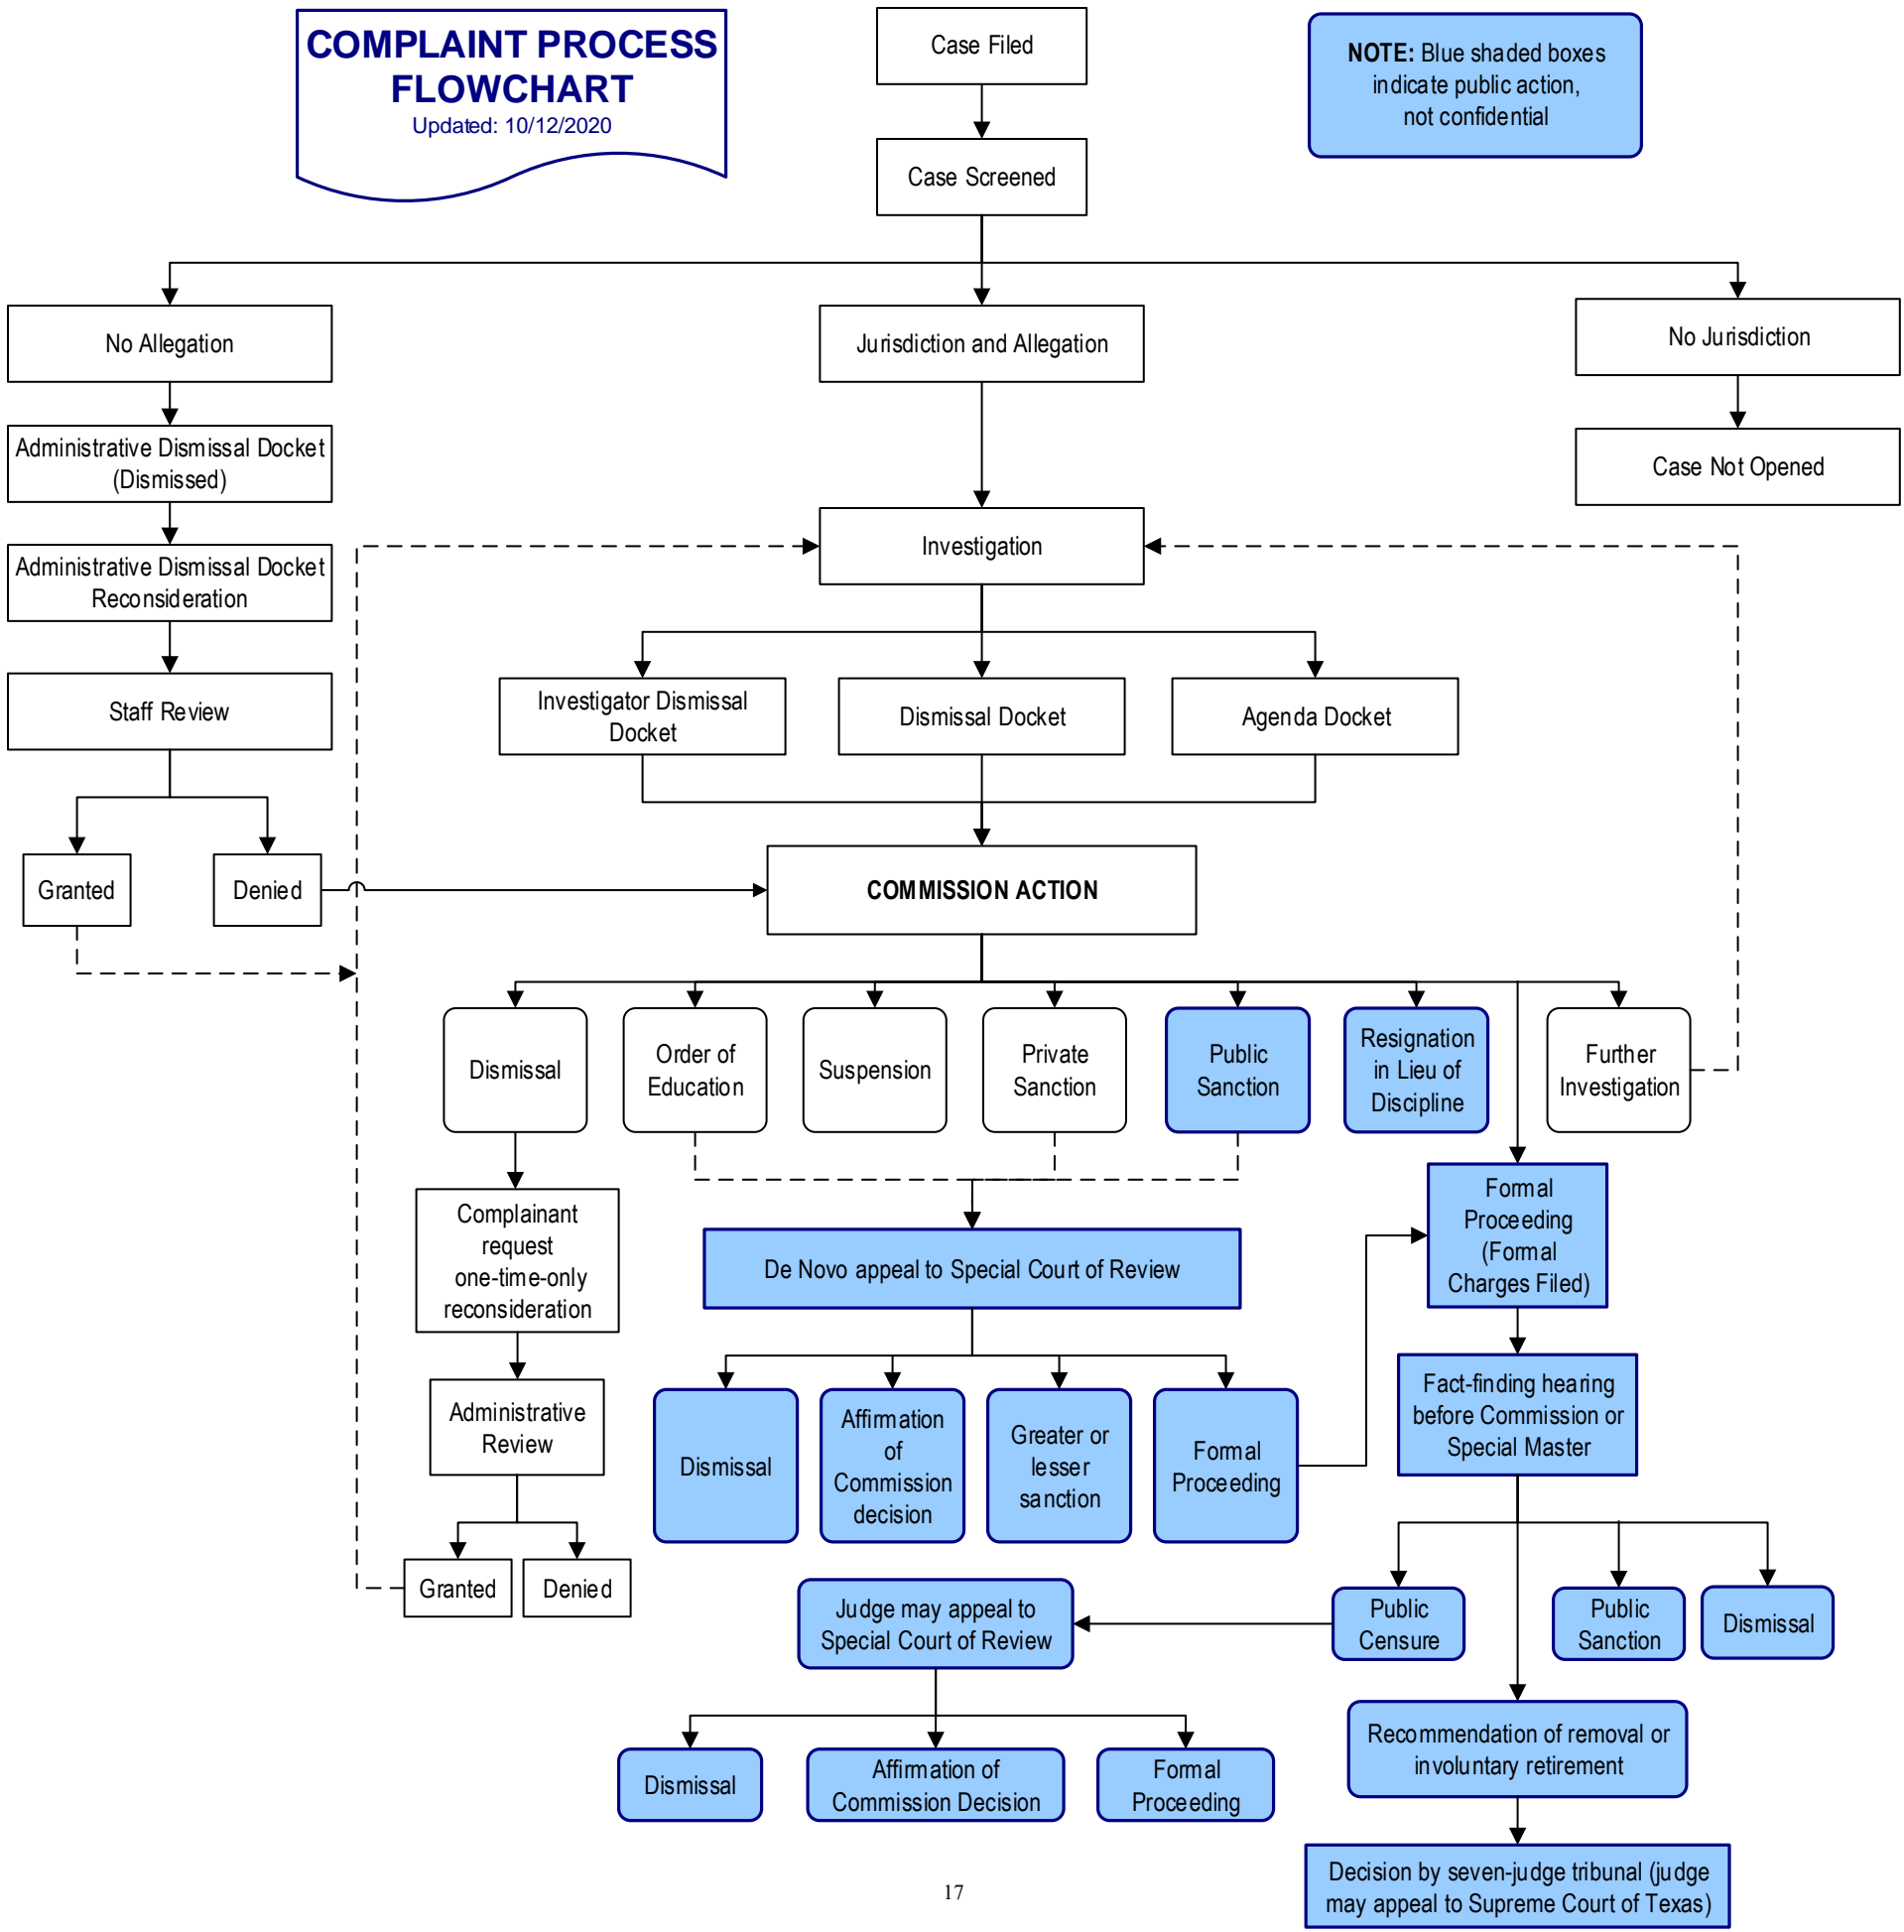 COMPLAINT PROCESS
FLOWCHART
Updated: 10/12/2020
Case Filed
NOTE: Blue shaded boxes
indicate public action,
not confidential
Case Screened
No Allegation
Jurisdiction and Allegation
No Jurisdiction
Administrative Dismissal Docket
(Dismissed)
Case Not Opened
Administrative Dismissal Docket
Reconsideration
Investigation
Staff Review
Investigator Dismissal
Docket
Dismissal Docket
Agenda Docket
Granted
Denied
COMMISSION ACTION
Dismissal
Order of
Education
Suspension
Private
Sanction
Public
Sanction
Resignation
in Lieu of
Discipline
Further
Investigation
Complainant
request
one-time-only
reconsideration
De Novo appeal to Special Court of Review
Formal
Proceeding
(Formal
Charges Filed)
Administrative
Review
Dismissal
Affirmation
of
Commission
decision
Greater or
lesser
sanction
Formal
Proceeding
Fact-finding hearing
before Commission or
Special Master
Granted
Denied
Judge may appeal to
Special Court of Review
Public
Censure
Public
Sanction
Dismissal
Dismissal
Affirmation of
Commission Decision
Formal
Proceeding
Recommendation of removal or
involuntary retirement
Decision by seven-judge tribunal (judge
may appeal to Supreme Court of Texas)
17